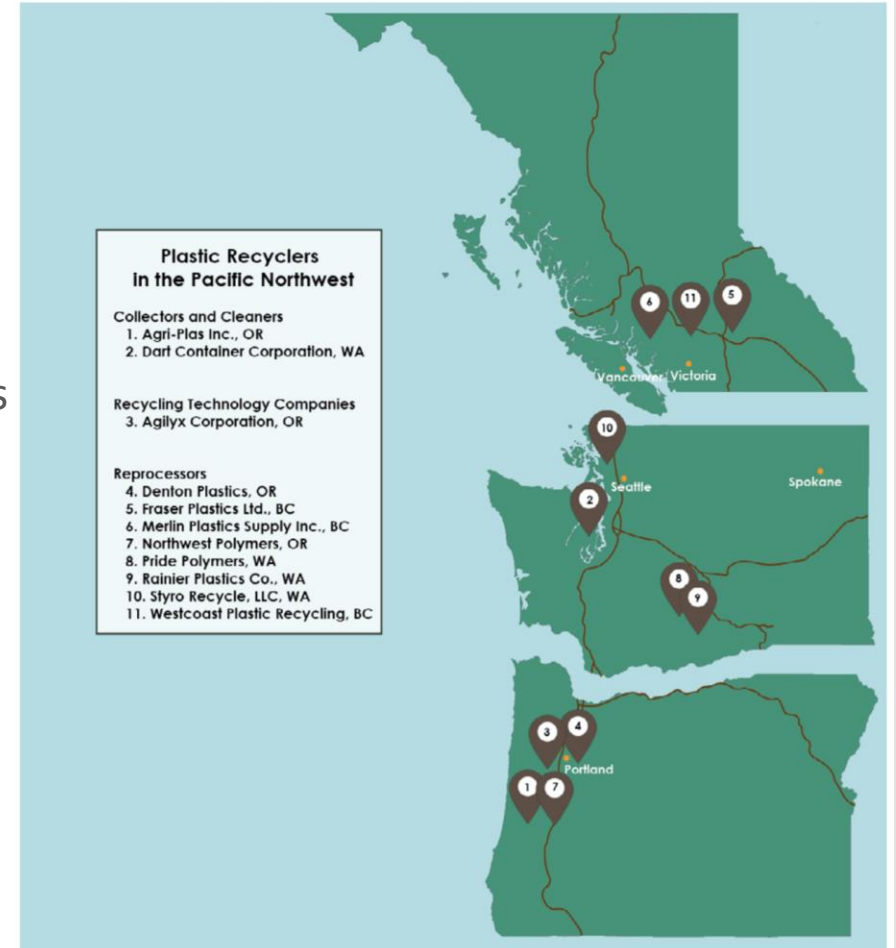 Plastic Recyclers
in the Pacific Northwest
Collectors and Cleaners
1. Agri-Plas Inc., OR
2. Dart Container Corporation, WA
Recycling Technology Companies
3. Agilyx Corporation, OR
Reprocessors
4. Denton Plastics, OR
5. Fraser Plastics Ltd., BC
6. Merlin Plastics Supply Inc., BC
7. Northwest Polymers, OR
8. Pride Polymers, WA
9. Rainier Plastics Co., WA
10. Styro Recycle, LLC, WA
11. Westcoast Plastic Recycling, BC
s
6
11
5
Vancouver
Victoria
10
Seattle
Spokane
2
8
9
3
4
Portland
1
7